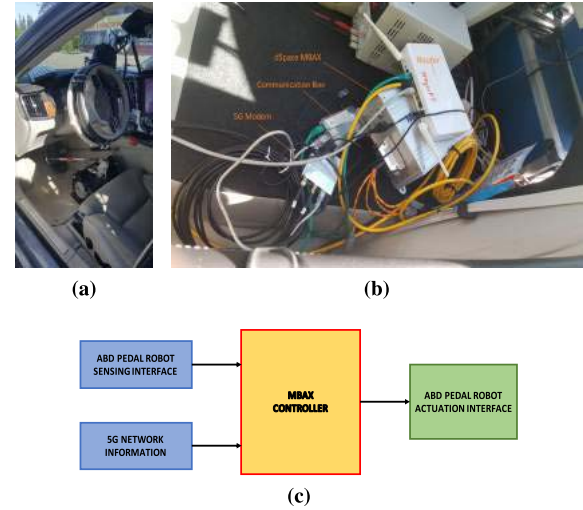 dSpace MBAX
Router
Communication Box
5G Modem
(a)
(b)
ABD PEDAL ROBOT
SENSING INTERFACE
MBAX
CONTROLLER
ABD PEDAL ROBOT
ACTUATION INTERFACE
5G NETWORK
INFORMATION
(c)